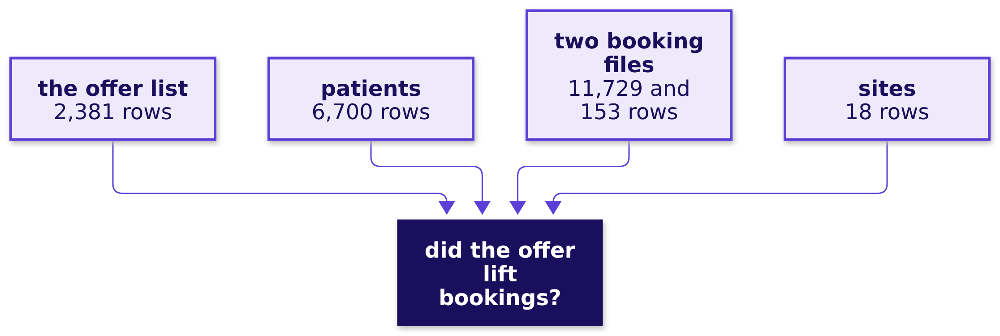 the offer list
2,381 rows
patients
6,700 rows
two booking
files
11,729 and
153 rows
sites
18 rows
did the offer
lift
bookings?